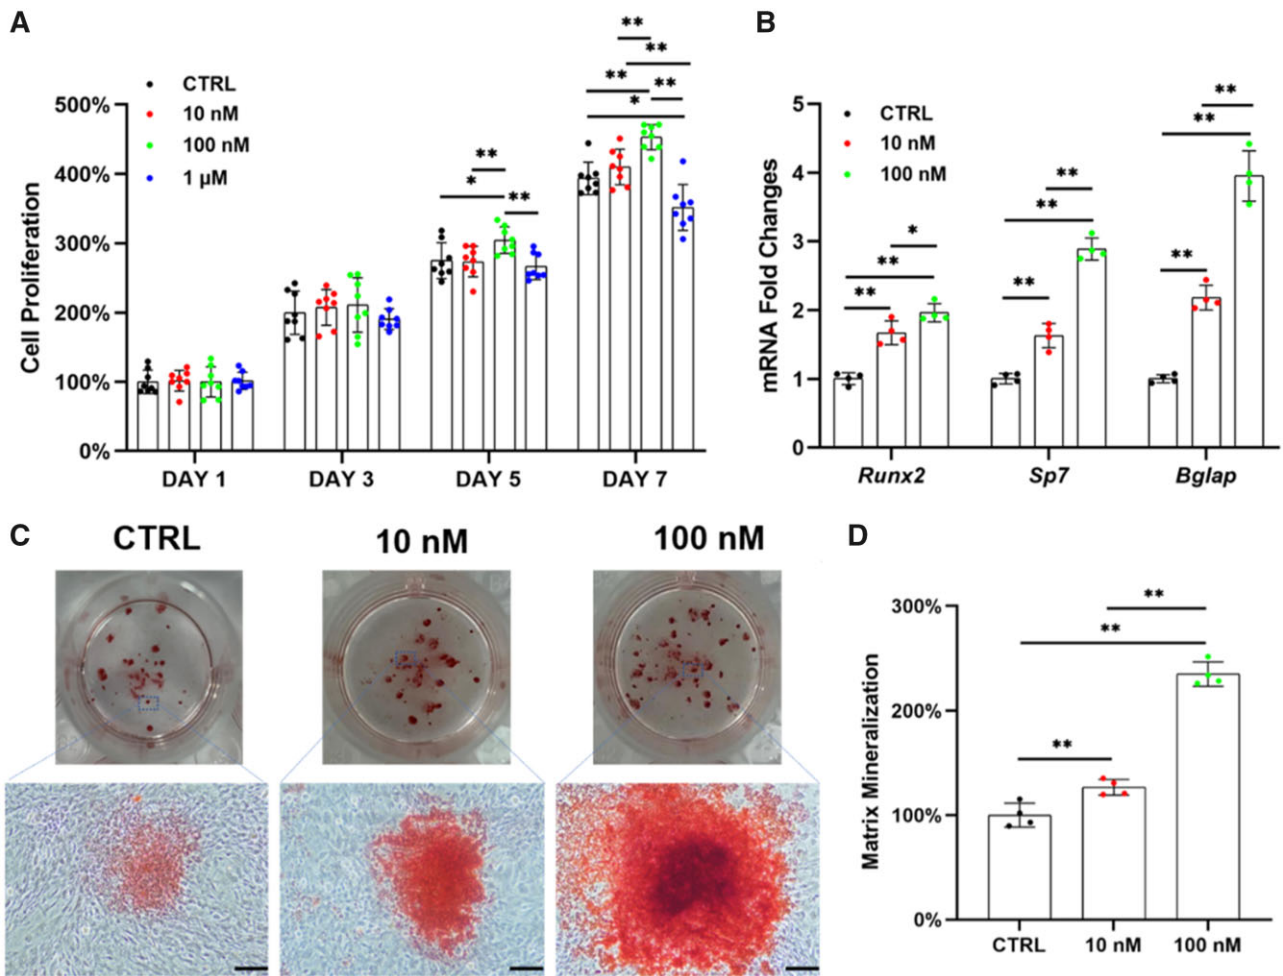 A
CTRL
10 nM
100 nM
1 μM
Cell Proliferation
500%
400%
300%
200%
100%
0%
DAY 1 DAY 3 DAY 5 DAY 7
**
*
**
**
**
**
**
*
B
CTRL
10 nM
100 nM
mRNA Fold Changes
5
4
3
2
1
0
Runx2 Sp7 Bglap
*
**
**
**
**
**
**
**
**
C
CTRL 10 nM 100 nM
D
Matrix Mineralization
300%
200%
100%
0%
CTRL 10 nM 100 nM
**
**
**